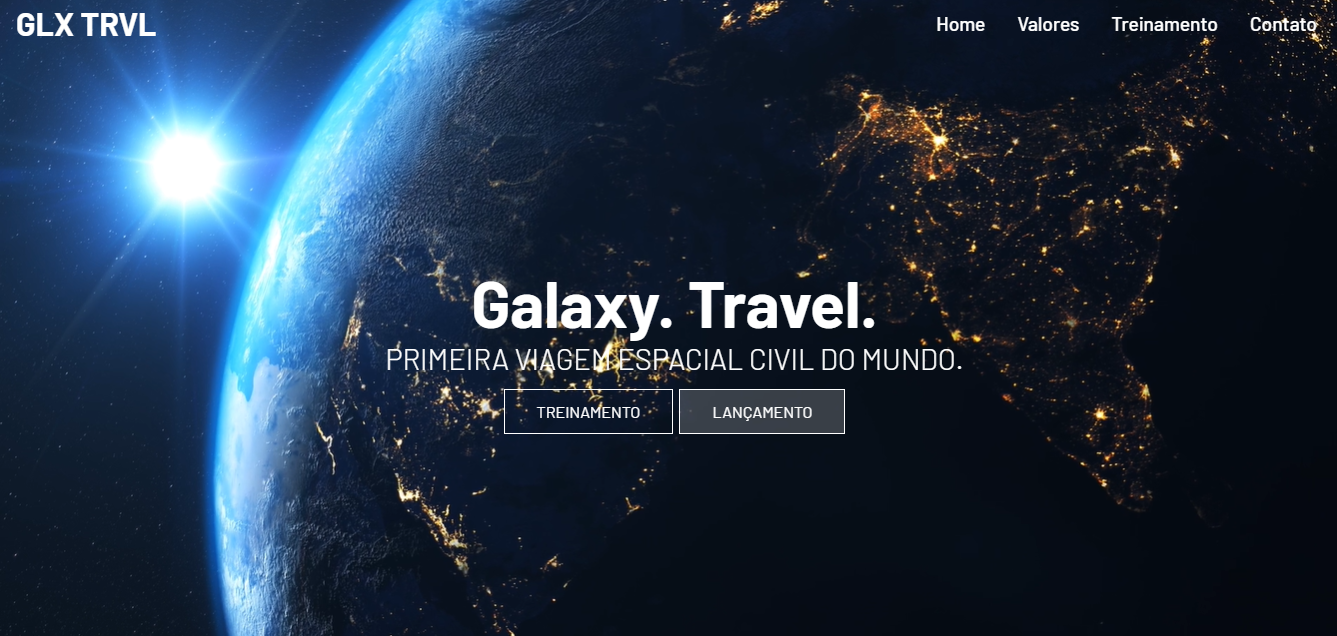 GLX TRVL
Home Valores Treinamento Contato
Galaxy. Travel.
PRIMEIRA VIAGEM ESPACIAL CIVIL DO MUNDO.
TREINAMENTO LANÇAMENTO